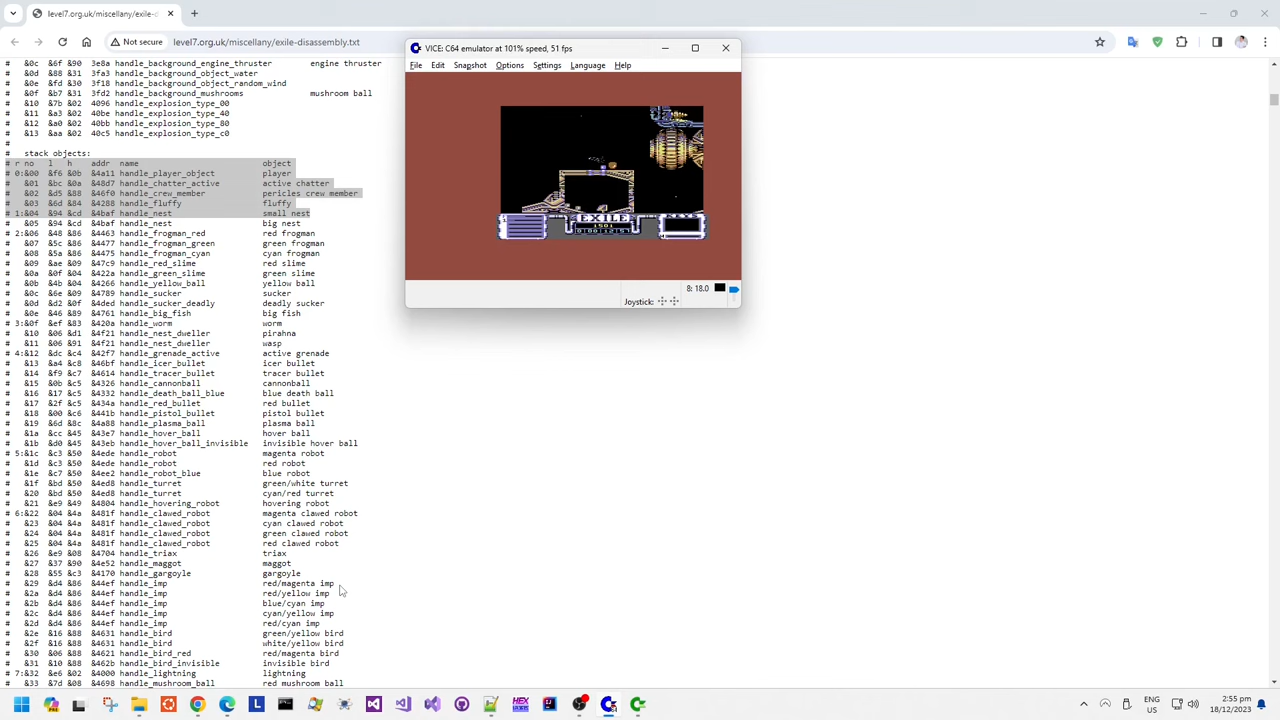 level7.org.uk/miscellany/exile-d
Not secure
level7.org.uk/miscellany/exile-disassembly.txt
# &0c &6f &90 3e8a handle_background_engine_thruster engine thruster
# &0d &88 &31 3fa3 handle_background_object_water
# &0e &fd &30 3f18 handle_background_object_random_wind
# &0f &b7 &31 3fd2 handle_background_mushrooms mushroom ball
# &10 &7b &02 4096 handle_explosion_type_00
# &11 &a3 &02 40be handle_explosion_type_40
# &12 &a0 &02 40bb handle_explosion_type_80
# &13 &aa &02 40c5 handle_explosion_type_c0
#
# stack objects:
# r no l h addr name object
# 0:&00 &f6 &0b &4a11 handle_player_object player
# &01 &bc &0a &48d7 handle_chatter_active active chatter
# &02 &d5 &88 &46f0 handle_crew_member pericles crew member
# &03 &6d &84 &4288 handle_fluffy fluffy
# 1:&04 &94 &cd &4baf handle_nest small nest
# &05 &94 &cd &4baf handle_nest big nest
# 2:&06 &48 &86 &4463 handle_frogman_red red frogman
# &07 &5c &86 &4477 handle_frogman_green green frogman
# &08 &5a &86 &4475 handle_frogman_cyan cyan frogman
# &09 &ae &09 &47c9 handle_red_slime red slime
# &0a &0f &04 &422a handle_green_slime green slime
# &0b &4b &04 &4266 handle_yellow_ball yellow ball
# &0c &6e &09 &4789 handle_sucker sucker
# &0d &d2 &0f &4ded handle_sucker_deadly deadly sucker
# &0e &46 &89 &4761 handle_big_fish big fish
# 3:&0f &ef &83 &420a handle_worm worm
# &10 &06 &d1 &4f21 handle_nest_dweller pirahna
# &11 &06 &91 &4f21 handle_nest_dweller wasp
# 4:&12 &dc &c4 &42f7 handle_grenade_active active grenade
# &13 &a4 &c8 &46bf handle_icer_bullet icer bullet
# &14 &f9 &c7 &4614 handle_tracer_bullet tracer bullet
# &15 &0b &c5 &4326 handle_cannonball cannonball
# &16 &17 &c5 &4332 handle_death_ball_blue blue death ball
# &17 &2f &c5 &434a handle_red_bullet red bullet
# &18 &00 &c6 &441b handle_pistol_bullet pistol bullet
# &19 &6d &8c &4a88 handle_plasma_ball plasma ball
# &1a &cc &45 &43e7 handle_hover_ball hover ball
# &1b &d0 &45 &43eb handle_hover_ball_invisible invisible hover ball
# 5:&1c &c3 &50 &4ede handle_robot magenta robot
# &1d &c3 &50 &4ede handle_robot red robot
# &1e &c7 &50 &4ee2 handle_robot_blue blue robot
# &1f &bd &50 &4ed8 handle_turret green/white turret
# &20 &bd &50 &4ed8 handle_turret cyan/red turret
# &21 &e9 &49 &4804 handle_hovering_robot hovering robot
# 6:&22 &04 &4a &481f handle_clawed_robot magenta clawed robot
# &23 &04 &4a &481f handle_clawed_robot cyan clawed robot
# &24 &04 &4a &481f handle_clawed_robot green clawed robot
# &25 &04 &4a &481f handle_clawed_robot red clawed robot
# &26 &e9 &08 &4704 handle_triax triax
# &27 &37 &90 &4e52 handle_maggot maggot
# &28 &55 &c3 &4170 handle_gargoyle gargoyle
# &29 &d4 &86 &44ef handle_imp red/magenta imp
# &2a &d4 &86 &44ef handle_imp red/yellow imp
# &2b &d4 &86 &44ef handle_imp blue/cyan imp
# &2c &d4 &86 &44ef handle_imp cyan/yellow imp
# &2d &d4 &86 &44ef handle_imp red/cyan imp
# &2e &16 &88 &4631 handle_bird green/yellow bird
# &2f &16 &88 &4631 handle_bird white/yellow bird
# &30 &06 &88 &4621 handle_bird_red red/magenta bird
# &31 &10 &88 &462b handle_bird_invisible invisible bird
# 7:&32 &e6 &02 &4000 handle_lightning lightning
# &33 &7d &08 &4698 handle_mushroom_ball red mushroom ball
VICE: C64 emulator at 101% speed, 51 fps
File Edit Snapshot Options Settings Language Help
EXILE
1501
8: 18.0
Joystick:
ENG
US
2:55 pm
18/12/2023